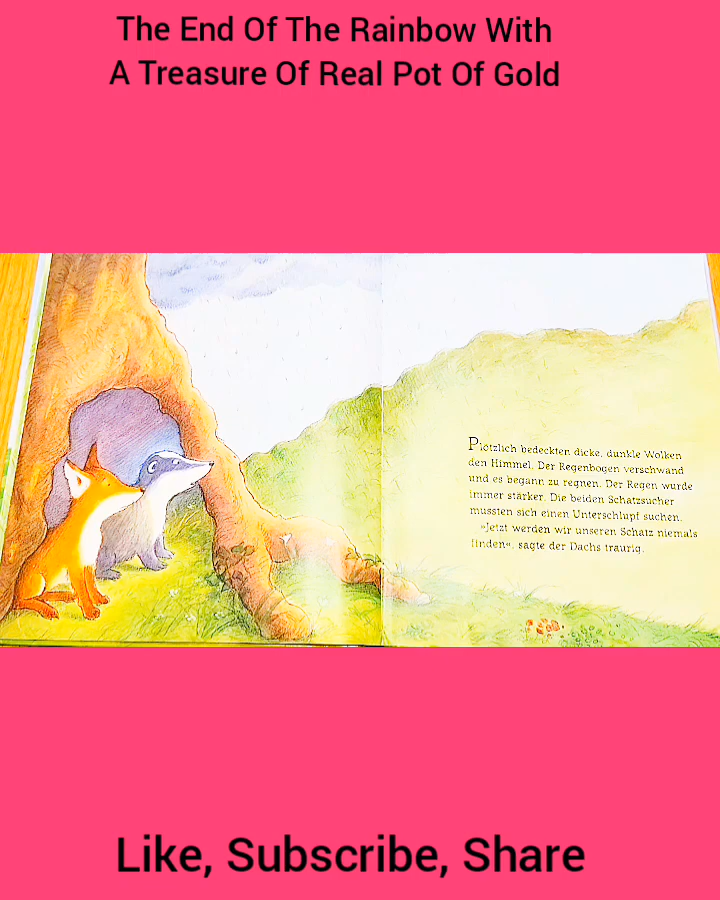 The End Of The Rainbow With
A Treasure Of Real Pot Of Gold
Plötzlich bedeckten dicke, dunkle Wolken
den Himmel. Der Regenbogen verschwand
und es begann zu regnen. Der Regen wurde
immer stärker. Die beiden Schatzsucher
mussten sich einen Unterschlupf suchen.
»Jetzt werden wir unseren Schatz niemals
finden«, sagte der Dachs traurig.
Like, Subscribe, Share